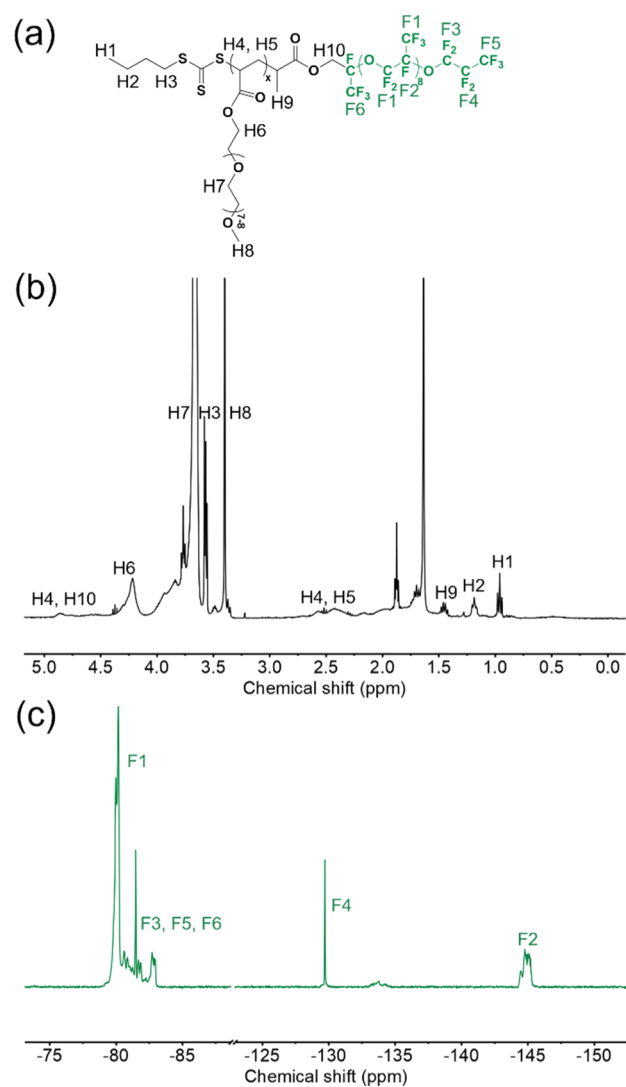 (a)
F1
H4, H5
CF₃
F3
H1
S
S
O
H10
F
F₂
F5
C
O
C
C
CF₃
S
x
O
C
C
F
O
C
H2
H3
O
CF₃
F₂
F2
8
F₂
O
H9
F6
F1
F4
H6
O
H7
O
7-8
O
H8
(b)
H7
H3
H8
H6
H1
H4, H10
H4, H5
H9
H2
5.0 4.5 4.0 3.5 3.0 2.5 2.0 1.5 1.0 0.5 0.0
Chemical shift (ppm)
(c)
F1
F3, F5, F6
F4
F2
-75 -80 -85 -125 -130 -135 -140 -145 -150
Chemical shift (ppm)